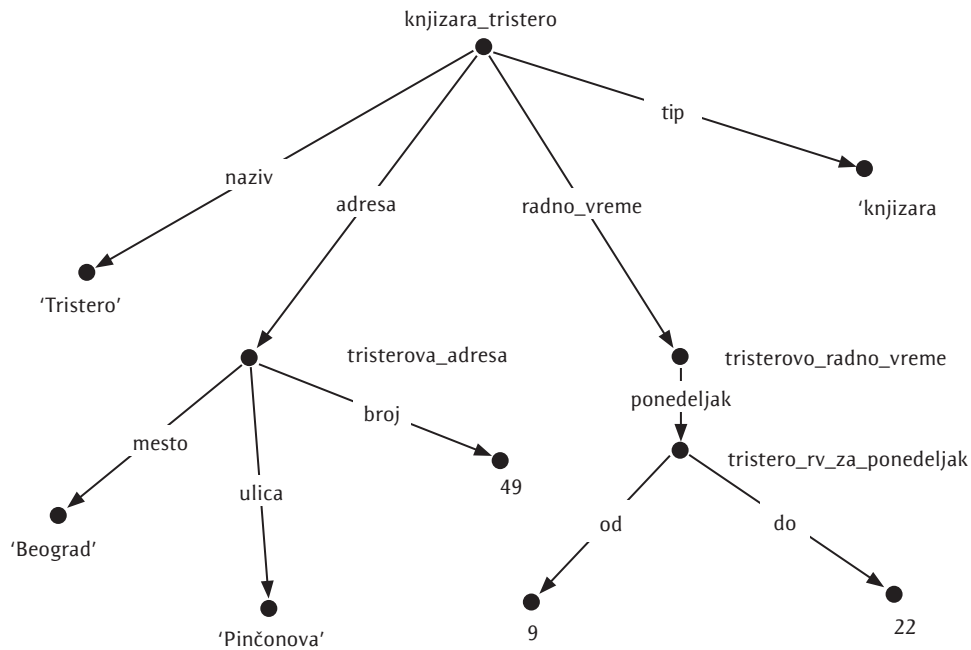 knjizara_tristero
tip
naziv
adresa
radno_vreme
‘knjizara
‘Tristero’
tristerova_adresa
tristerovo_radno_vreme
ponedeljak
broj
mesto
tristero_rv_za_ponedeljak
49
ulica
od
do
‘Beograd’
‘Pinčonova’
9
22